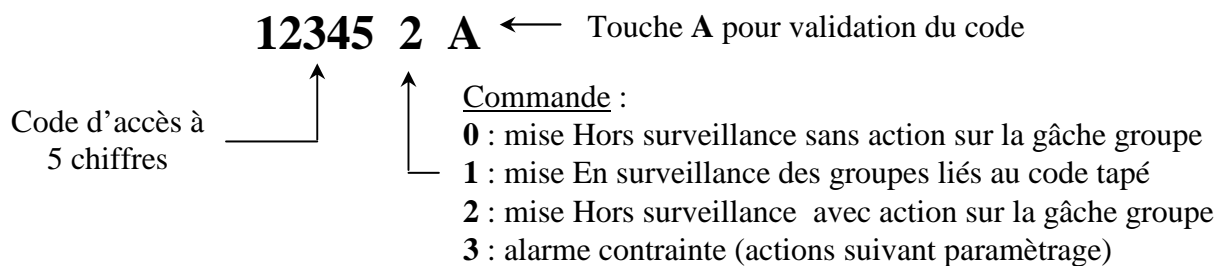 12345 2 A Touche A pour validation du code
Code d’accès à
5 chiffres
Commande :
0 : mise Hors surveillance sans action sur la gâche groupe
1 : mise En surveillance des groupes liés au code tapé
2 : mise Hors surveillance avec action sur la gâche groupe
3 : alarme contrainte (actions suivant paramètrage)